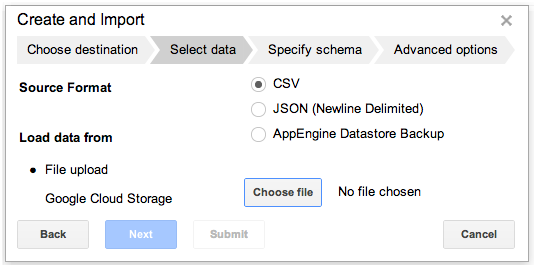 Create and Import
Choose destination Select data Specify schema Advanced options
Source Format
CSV
JSON (Newline Delimited)
AppEngine Datastore Backup
Load data from
File upload
Google Cloud Storage
Choose file No file chosen
Back Next Submit Cancel